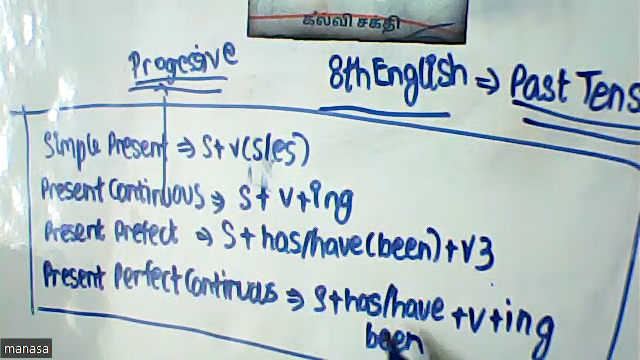 கல்வி சக்தி
Progessive
8th English ⇒ Past Tens
Simple Present ⇒ S+V(s/es)
Present Continuous ⇒ S+ V+ing
Present Prefect ⇒ S+has/have(been)+V3
Present Perfect Continuous ⇒ S+has/have +V+ing
been
manasa